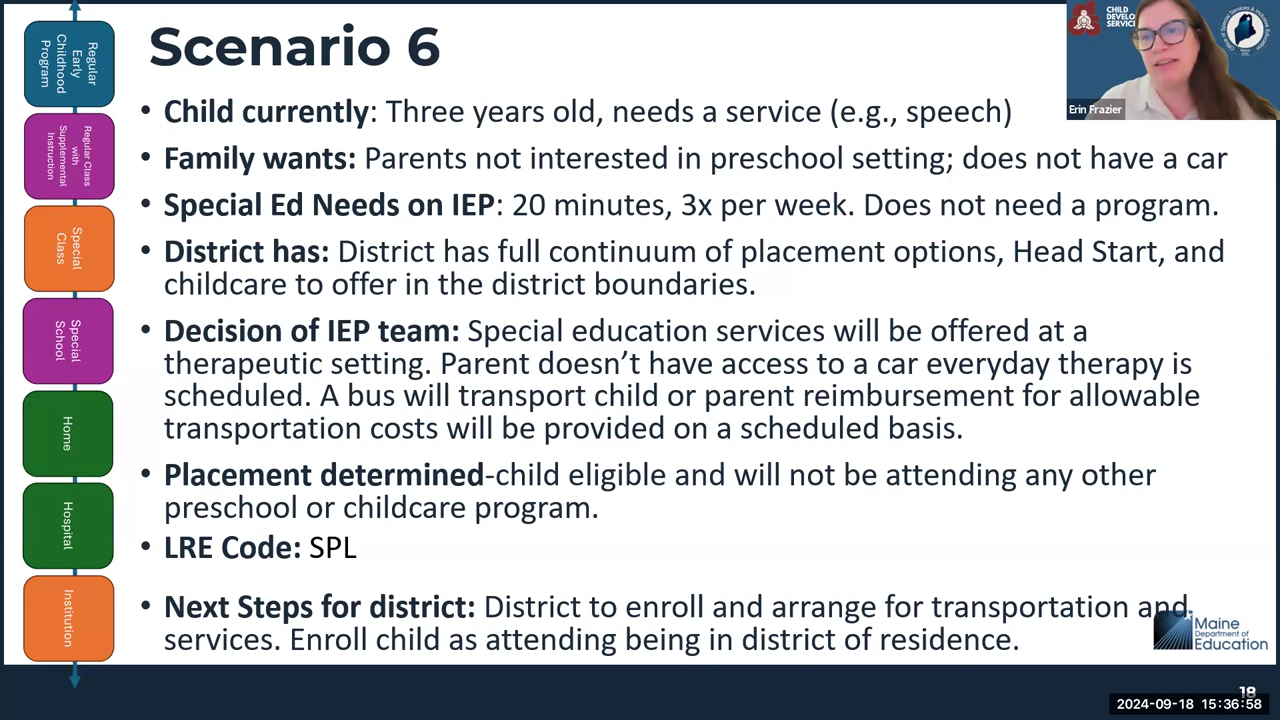 Scenario 6
• Child currently: Three years old, needs a service (e.g., speech)
• Family wants: Parents not interested in preschool setting; does not have a car
• Special Ed Needs on IEP: 20 minutes, 3x per week. Does not need a program.
• District has: District has full continuum of placement options, Head Start, and
childcare to offer in the district boundaries.
• Decision of IEP team: Special education services will be offered at a
therapeutic setting. Parent doesn’t have access to a car everyday therapy is
scheduled. A bus will transport child or parent reimbursement for allowable
transportation costs will be provided on a scheduled basis.
• Placement determined-child eligible and will not be attending any other
preschool or childcare program.
• LRE Code: SPL
• Next Steps for district: District to enroll and arrange for transportation and
services. Enroll child as attending being in district of residence.
Regular
Early
Childhood
Program
Regular Class
with
Supplemental
Instruction
Special
Class
Special
School
Home
Hospital
Institution
CHILD
DEVELO
SERVIC
Erin Frazier
Maine
Department of
Education
18
2024-09-18 15:36:58